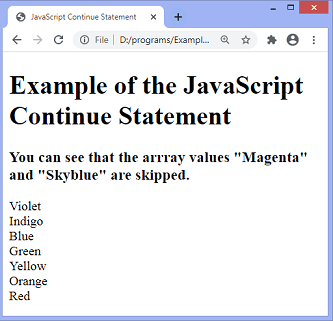 JavaScript Continue Statement
File | D:/programs/Exampl...
Example of the JavaScript
Continue Statement
You can see that the arrray values "Magenta"
and "Skyblue" are skipped.
Violet
Indigo
Blue
Green
Yellow
Orange
Red